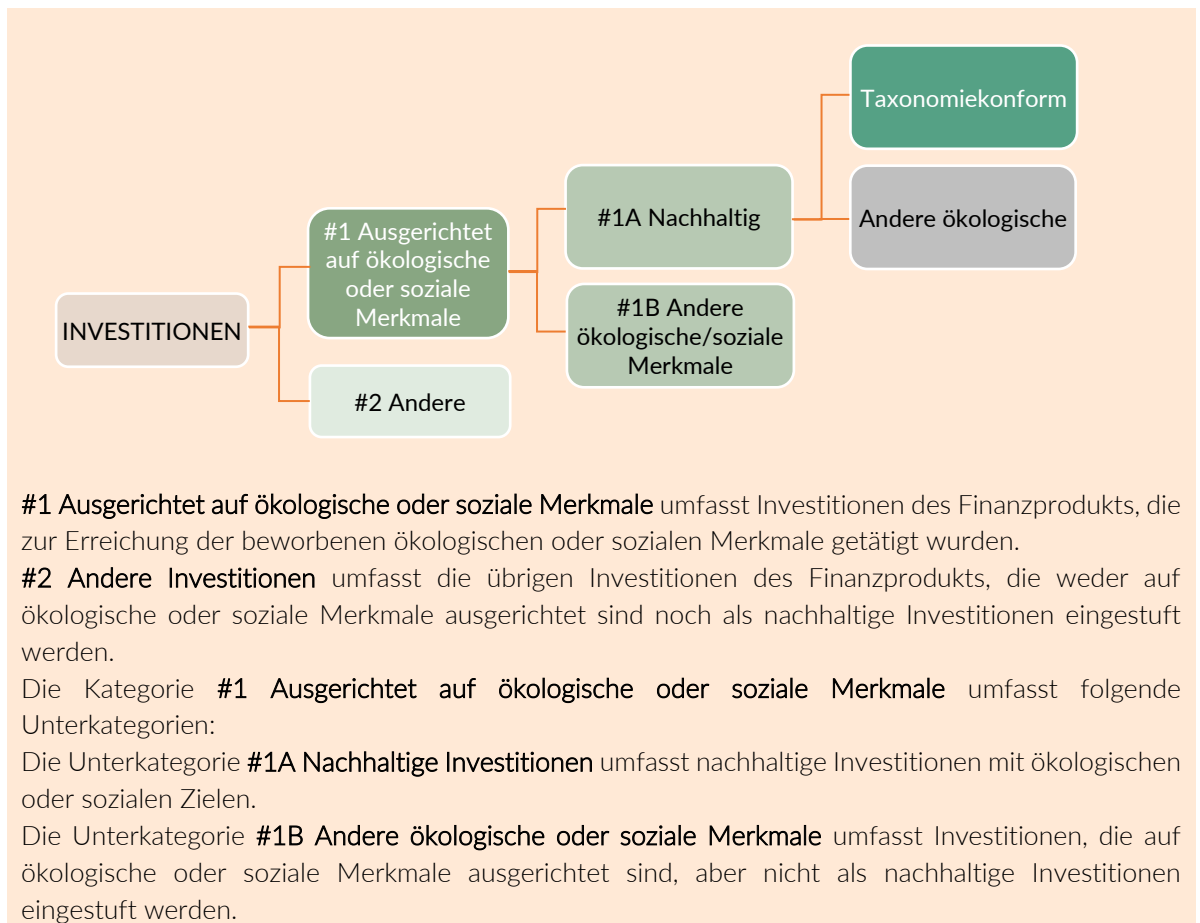 Taxonomiekonform
Andere ökologische
#1A Nachhaltig
#1 Ausgerichtet
auf ökologische
oder soziale
Merkmale
#1B Andere
ökologische/soziale
Merkmale
INVESTITIONEN
#2 Andere
#1 Ausgerichtet auf ökologische oder soziale Merkmale umfasst Investitionen des Finanzprodukts, die
zur Erreichung der beworbenen ökologischen oder sozialen Merkmale getätigt wurden.
#2 Andere Investitionen umfasst die übrigen Investitionen des Finanzprodukts, die weder auf
ökologische oder soziale Merkmale ausgerichtet sind noch als nachhaltige Investitionen eingestuft
werden.
Die Kategorie #1 Ausgerichtet auf ökologische oder soziale Merkmale umfasst folgende
Unterkategorien:
Die Unterkategorie #1A Nachhaltige Investitionen umfasst nachhaltige Investitionen mit ökologischen
oder sozialen Zielen.
Die Unterkategorie #1B Andere ökologische oder soziale Merkmale umfasst Investitionen, die auf
ökologische oder soziale Merkmale ausgerichtet sind, aber nicht als nachhaltige Investitionen
eingestuft werden.